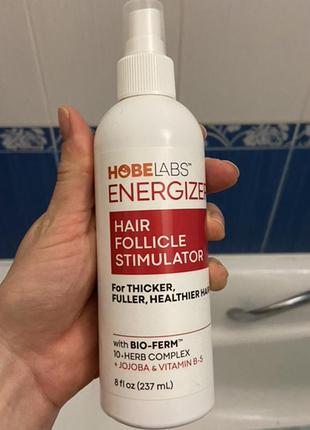 HOBELABS™
ENERGIZER
HAIR
FOLLICLE
STIMULATOR
For THICKER,
FULLER, HEALTHIER HAIR
with BIO-FERM™
10+HERB COMPLEX
+ JOJOBA & VITAMIN B-5
8 fl oz (237 mL)